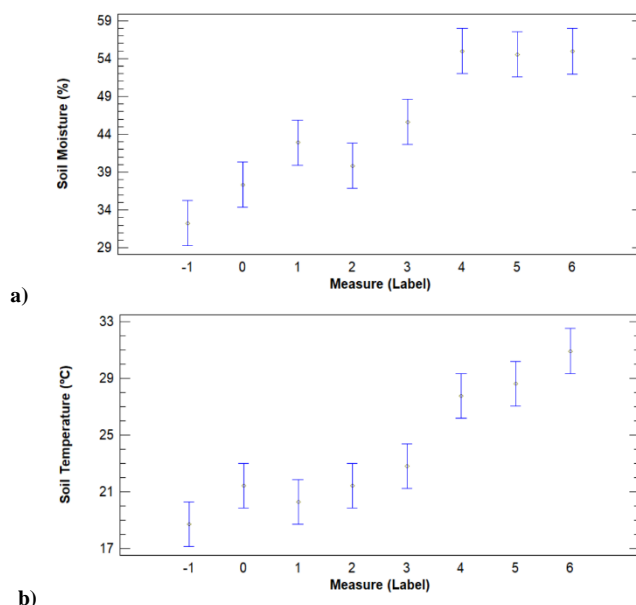 59
54
49
44
39
34
29
Soil Moisture (%)
-1 0 1 2 3 4 5 6
Measure (Label)
a)
33
29
25
21
17
Soil Temperature (ºC)
-1 0 1 2 3 4 5 6
Measure (Label)
b)